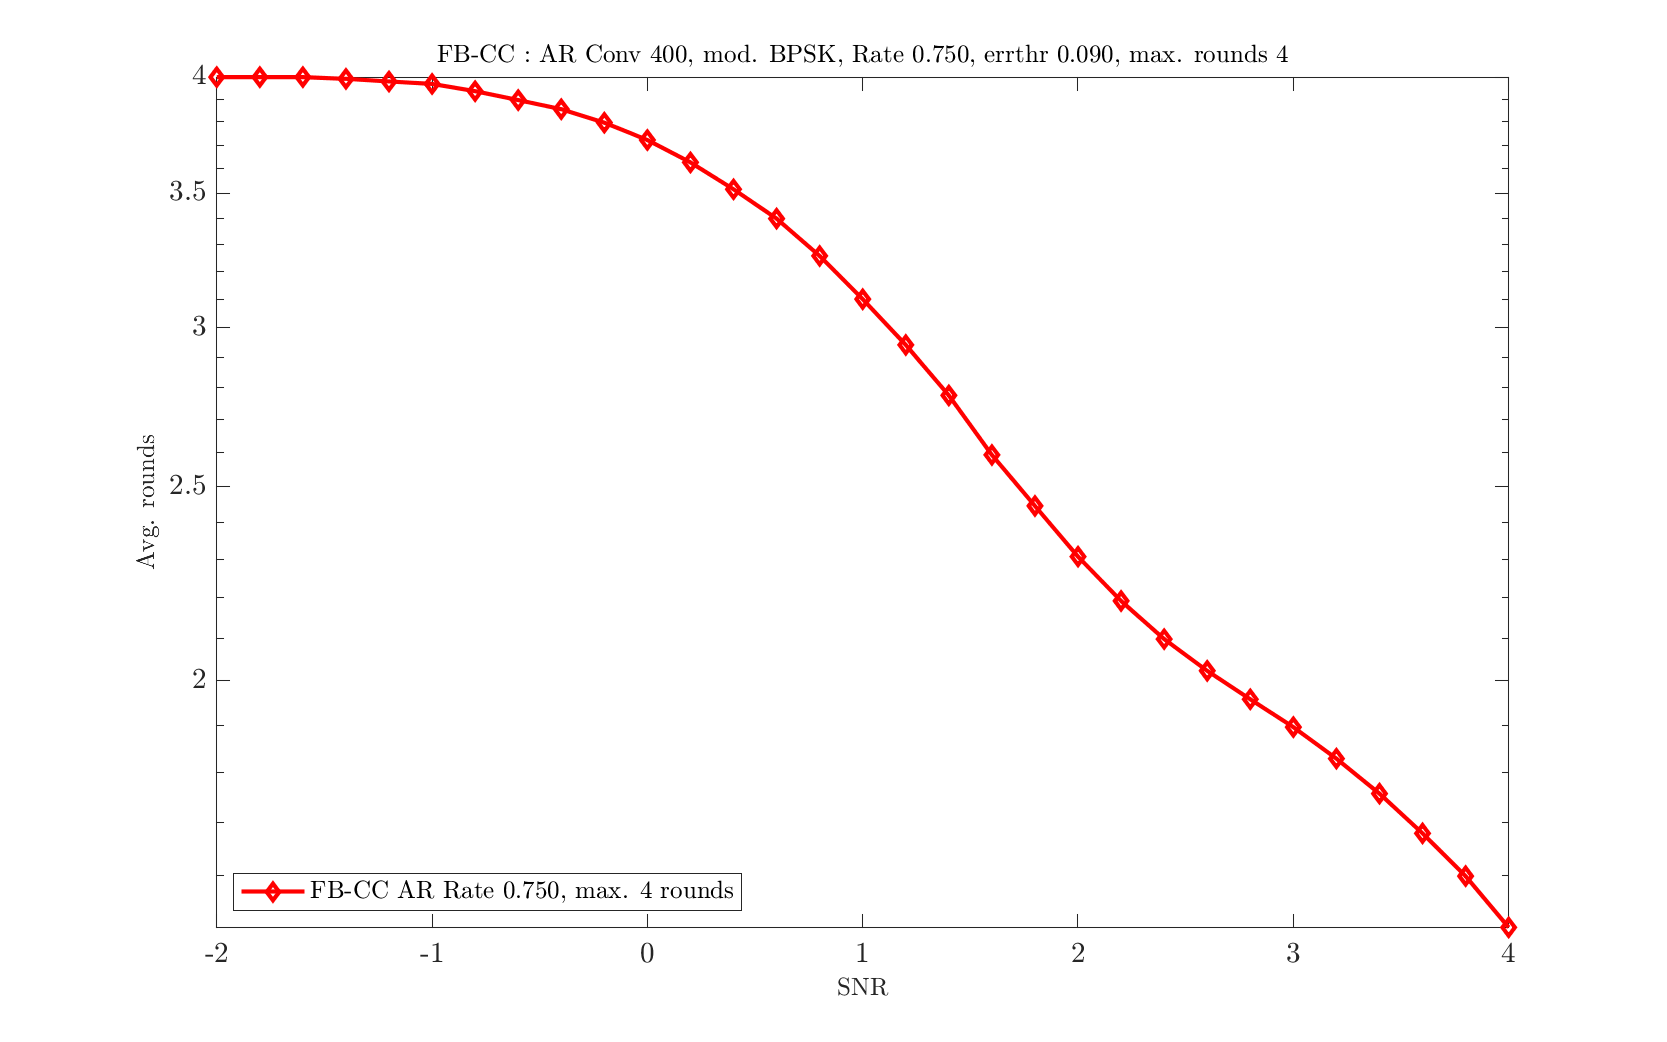 FB-CC : AR Conv 400, mod. BPSK, Rate 0.750, errthr 0.090, max. rounds 4
4
3.5
3
2.5
2
Avg. rounds
FB-CC AR Rate 0.750, max. 4 rounds
-2 -1 0 1 2 3 4
SNR